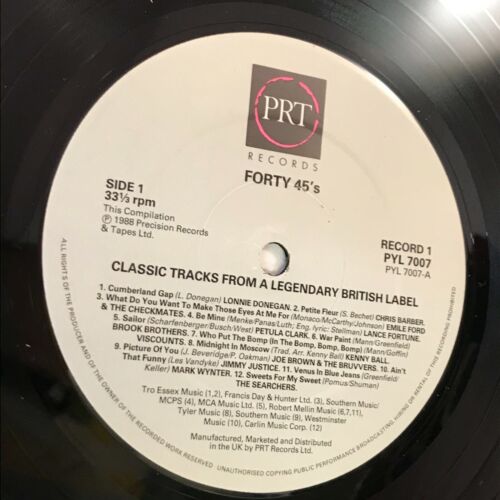 PRT
RECORDS
FORTY 45's
SIDE 1
33⅓ rpm
This Compilation
Ⓟ 1988 Precision Records
& Tapes Ltd.
RECORD 1
PYL 7007
PYL 7007-A
CLASSIC TRACKS FROM A LEGENDARY BRITISH LABEL
1. Cumberland Gap (L. Donegan) LONNIE DONEGAN. 2. Petite Fleur (S. Bechet) CHRIS BARBER.
3. What Do You Want To Make Those Eyes At Me For (Monaco/McCarthy/Johnson) EMILE FORD
& THE CHECKMATES. 4. Be Mine (Menke/Panas/Luth; Eng. lyric: Stellman) LANCE FORTUNE.
5. Sailor (Scharfenberger/Busch/West) PETULA CLARK. 6. War Paint (Greenfield/Mann)
BROOK BROTHERS. 7. Who Put The Bomp (In The Bomp, Bomp, Bomp) (Mann/Goffin)
VISCOUNTS. 8. Midnight In Moscow (Trad. Arr. Kenny Ball) KENNY BALL.
9. Picture Of You (J. Beveridge/P. Oakman) JOE BROWN & THE BRUVVERS. 10. Ain't
That Funny (Les Vandyke) JIMMY JUSTICE. 11. Venus In Blue Jeans (Greenfield/
Keller) MARK WYNTER. 12. Sweets For My Sweet (Pomus/Shuman)
THE SEARCHERS.
Tro Essex Music (1,2), Francis Day & Hunter Ltd. (3), Southern Music/
MCPS (4), MCA Music Ltd. (5), Robert Mellin Music (6,7,11),
Tyler Music (8), Southern Music (9), Westminster
Music (10), Carlin Music Corp. (12)
Manufactured, Marketed and Distributed
in the UK by PRT Records Ltd.
ALL RIGHTS OF THE PRODUCER AND OF THE OWNER OF THE RECORDED WORK RESERVED
UNAUTHORISED COPYING PUBLIC PERFORMANCE BROADCASTING, HIRING OR RENTAL OF THIS RECORDING PROHIBITED